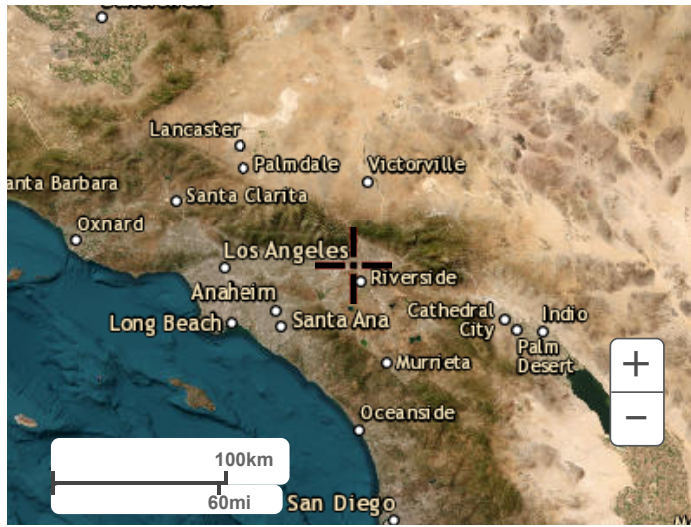 Lancaster
Palmdale
Victorville
anta Barbara
Santa Clarita
Oxnard
Los Angeles
Riverside
Anaheim
Cathedral
City
Indio
Long Beach
Santa Ana
Palm
Desert
Murrieta
Oceanside
100km
60mi
San Diego
+
−